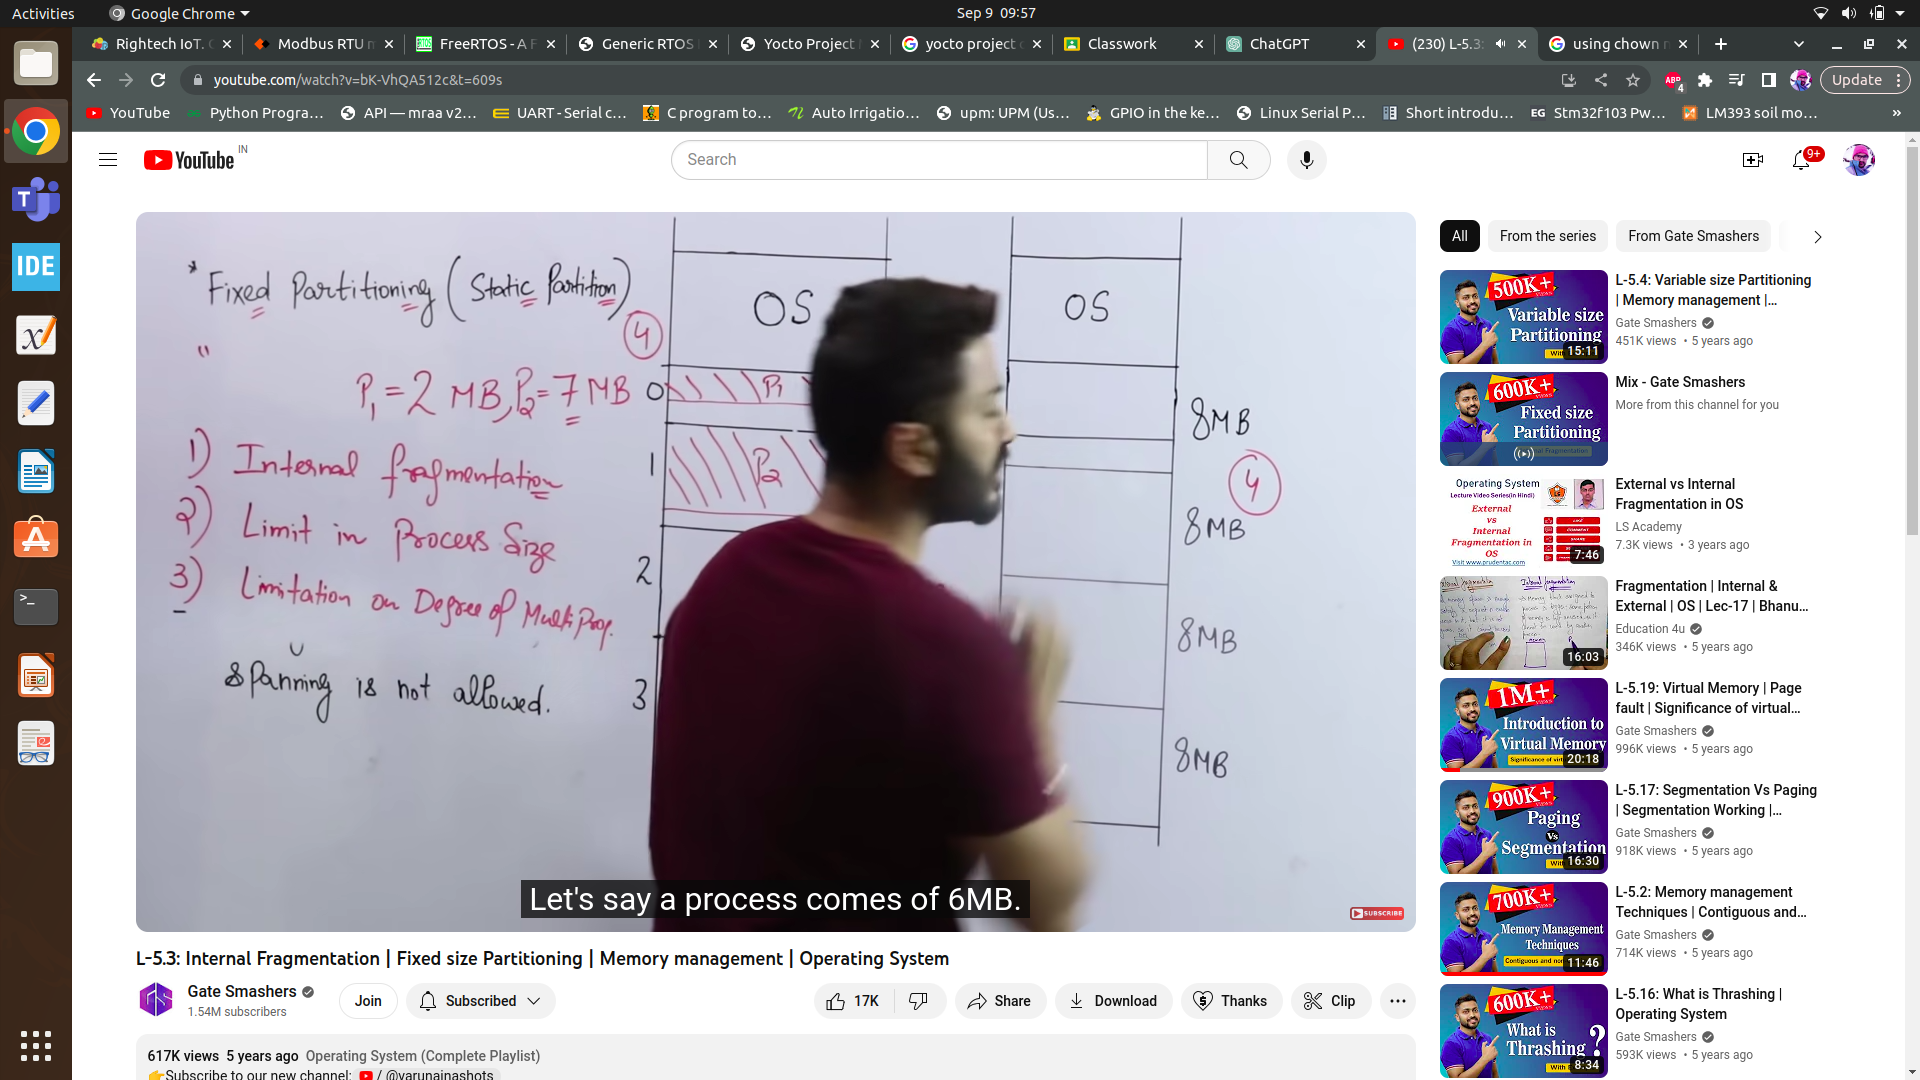 Activities
Google Chrome
Sep 9 09:57
Rightech IoT. C
Modbus RTU m
FreeRTOS - A F
Generic RTOS
Yocto Project
yocto project
Classwork
ChatGPT
(230) L-5.3:
using chown
youtube.com/watch?v=bK-VhQA512c&t=609s
ABP
4
Update
YouTube
Python Progra...
API — mraa v2...
UART - Serial c...
C program to...
Auto Irrigatio...
upm: UPM (Us...
GPIO in the ke...
Linux Serial P...
Short introdu...
EG Stm32f103 Pw...
LM393 soil mo...
»
YouTube IN
Search
9+
* Fixed Partitioning (Static Partition)
4
OS
OS
P1 = 2 MB, P2 = 7 MB
0
P1
8MB
1) Internal fragmentation
1
P2
4
2) Limit in Process Size
8MB
3) Limitation on Degree of Multi Prog.
2
8MB
Spanning is not allowed.
3
8MB
Let's say a process comes of 6MB.
SUBSCRIBE
L-5.3: Internal Fragmentation | Fixed size Partitioning | Memory management | Operating System
Gate Smashers
1.54M subscribers
Join
Subscribed
17K
Share
Download
Thanks
Clip
617K views 5 years ago Operating System (Complete Playlist)
👉Subscribe to our new channel: / @varunainashots
All
From the series
From Gate Smashers
500K+
Variable size
Partitioning
15:11
L-5.4: Variable size Partitioning
| Memory management |...
Gate Smashers
451K views • 5 years ago
600K+
Fixed size
Partitioning
Mix - Gate Smashers
More from this channel for you
Operating System
Lecture Video Series(in Hindi)
External
vs
Internal
Fragmentation in
OS
Visit www.prudentac.com
7:46
External vs Internal
Fragmentation in OS
LS Academy
7.3K views • 3 years ago
16:03
Fragmentation | Internal &
External | OS | Lec-17 | Bhanu...
Education 4u
346K views • 5 years ago
1M+
Introduction to
Virtual Memory
20:18
L-5.19: Virtual Memory | Page
fault | Significance of virtual...
Gate Smashers
996K views • 5 years ago
900K+
Paging
Vs
Segmentation
16:30
L-5.17: Segmentation Vs Paging
| Segmentation Working |...
Gate Smashers
918K views • 5 years ago
700K+
Memory Management
Techniques
11:46
L-5.2: Memory management
Techniques | Contiguous and...
Gate Smashers
714K views • 5 years ago
600K+
What is
Thrashing ?
8:34
L-5.16: What is Thrashing |
Operating System
Gate Smashers
593K views • 5 years ago
IDE